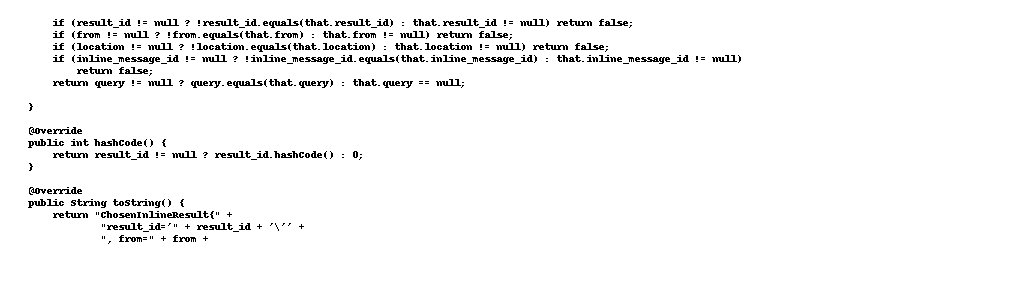 if (result_id != null ? !result_id.equals(that.result_id) : that.result_id != null) return false;
if (from != null ? !from.equals(that.from) : that.from != null) return false;
if (location != null ? !location.equals(that.location) : that.location != null) return false;
if (inline_message_id != null ? !inline_message_id.equals(that.inline_message_id) : that.inline_message_id != null)
return false;
return query != null ? query.equals(that.query) : that.query == null;
}
@Override
public int hashCode() {
return result_id != null ? result_id.hashCode() : 0;
}
@Override
public String toString() {
return "ChosenInlineResult{" +
"result_id='" + result_id + '\'' +
", from=" + from +